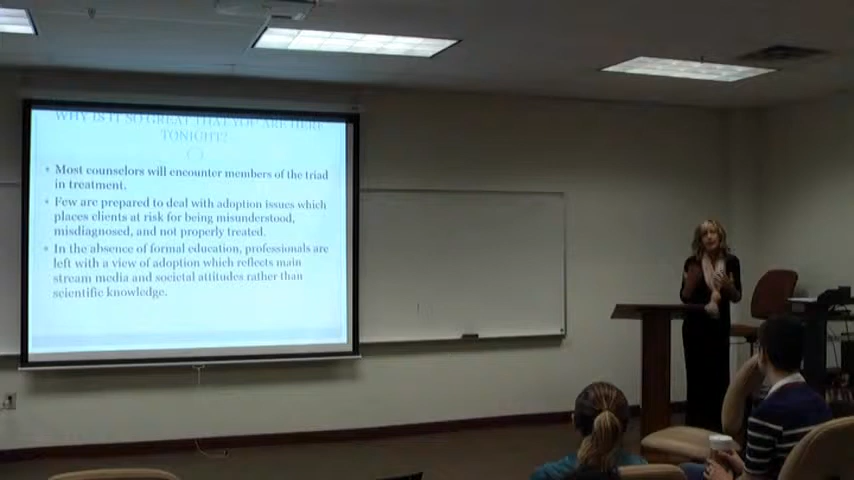 WHY IS IT SO GREAT THAT YOU ARE HERE
TONIGHT?
• Most counselors will encounter members of the triad
in treatment.
• Few are prepared to deal with adoption issues which
places clients at risk for being misunderstood,
misdiagnosed, and not properly treated.
• In the absence of formal education, professionals are
left with a view of adoption which reflects main
stream media and societal attitudes rather than
scientific knowledge.